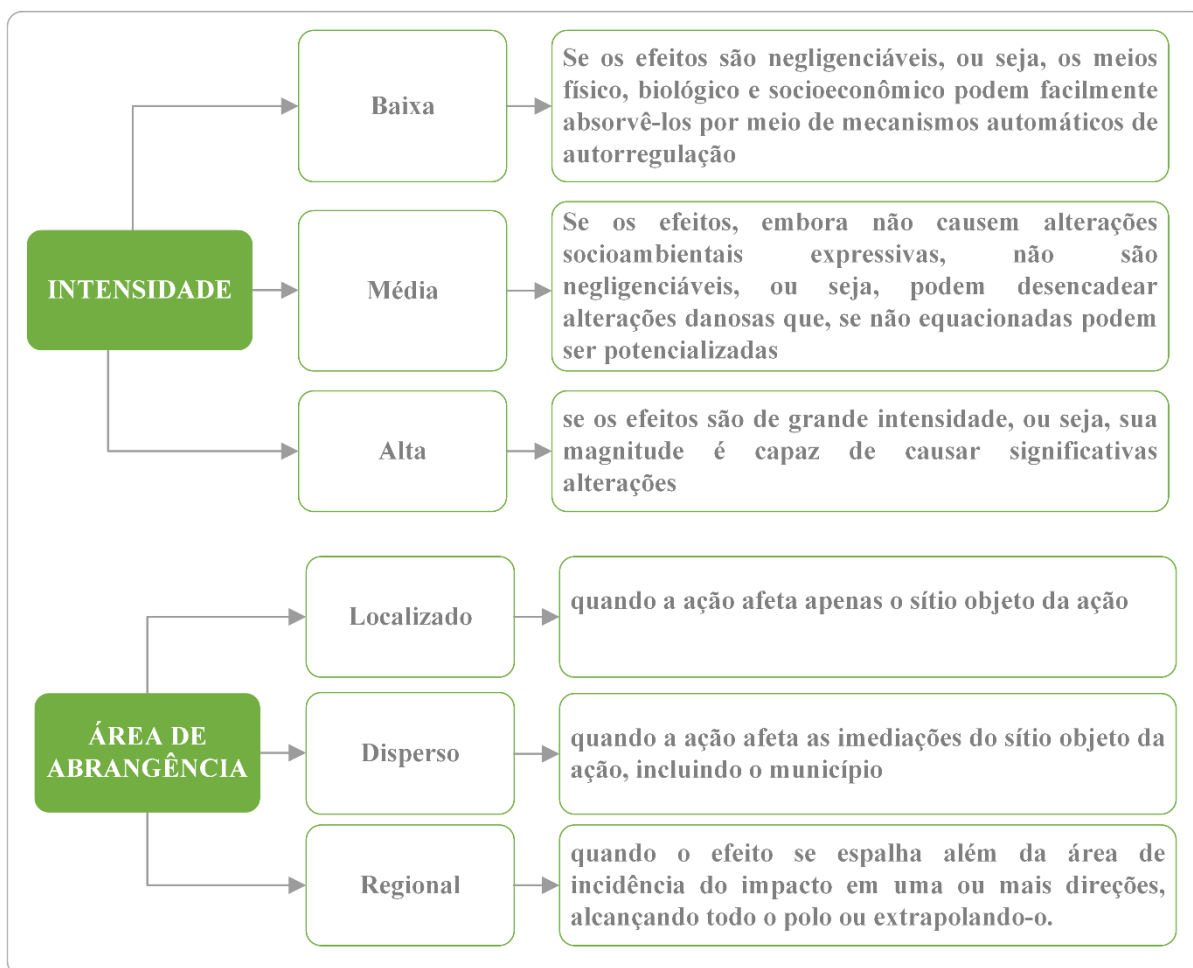 INTENSIDADE
Baixa
Se os efeitos são negligenciáveis, ou seja, os meios
físico, biológico e socioeconômico podem facilmente
absorvê-los por meio de mecanismos automáticos de
autorregulação
Média
Se os efeitos, embora não causem alterações
socioambientais expressivas, não são
negligenciáveis, ou seja, podem desencadear
alterações danosas que, se não equacionadas podem
ser potencializadas
Alta
se os efeitos são de grande intensidade, ou seja, sua
magnitude é capaz de causar significativas
alterações
ÁREA DE
ABRANGÊNCIA
Localizado
quando a ação afeta apenas o sítio objeto da ação
Disperso
quando a ação afeta as imediações do sítio objeto da
ação, incluindo o município
Regional
quando o efeito se espalha além da área de
incidência do impacto em uma ou mais direções,
alcançando todo o polo ou extrapolando-o.